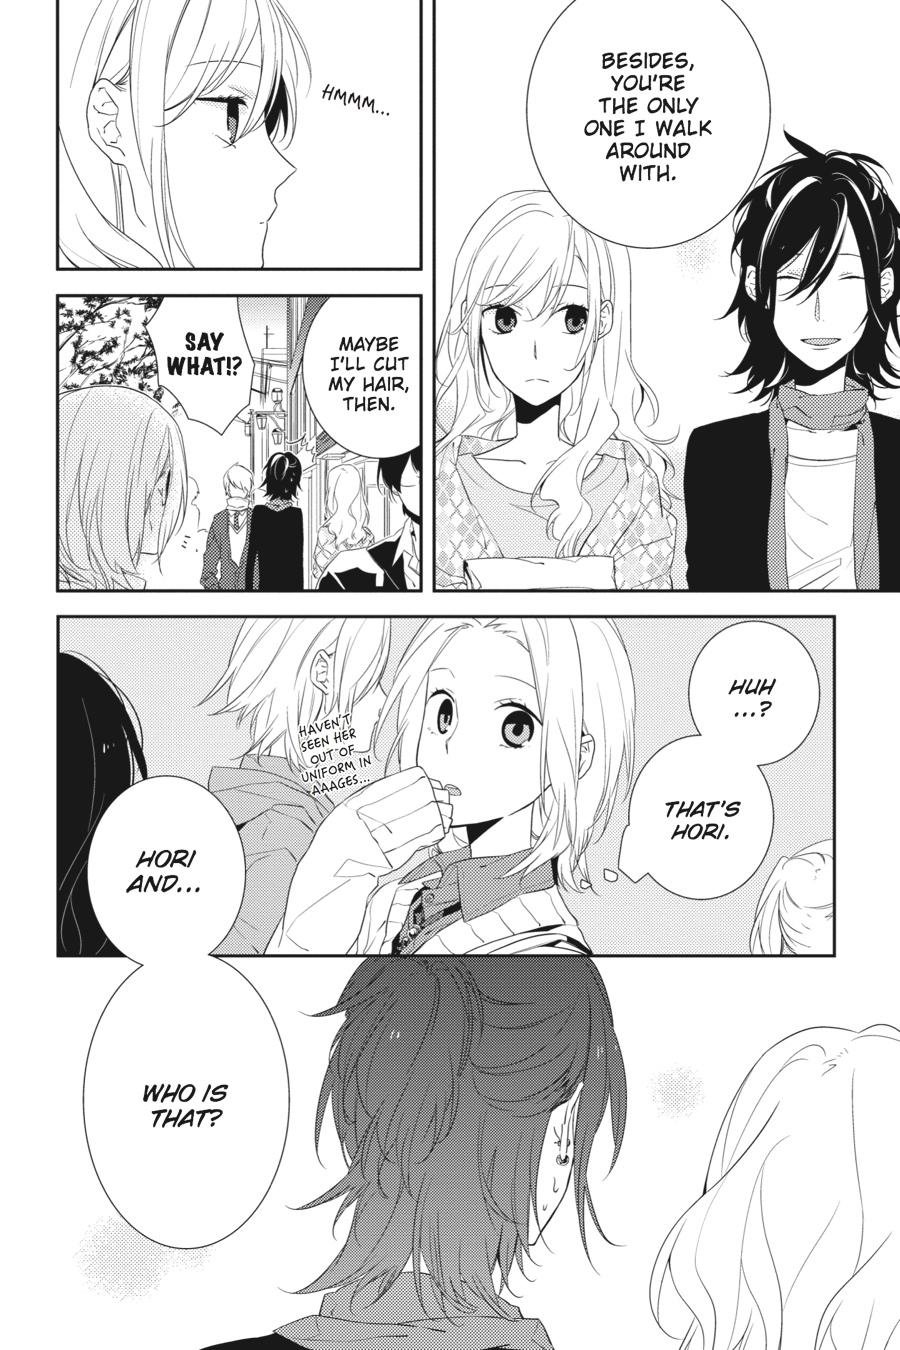 BESIDES,
YOU'RE
THE ONLY
ONE I WALK
AROUND
WITH.
HMMM...
MAYBE
I'LL CUT
MY HAIR,
THEN.
SAY
WHAT!?
HUH
...?
THAT'S
HORI.
HAVEN'T
SEEN HER
OUT OF
UNIFORM IN
AAAGES...
HORI
AND...
WHO IS
THAT?